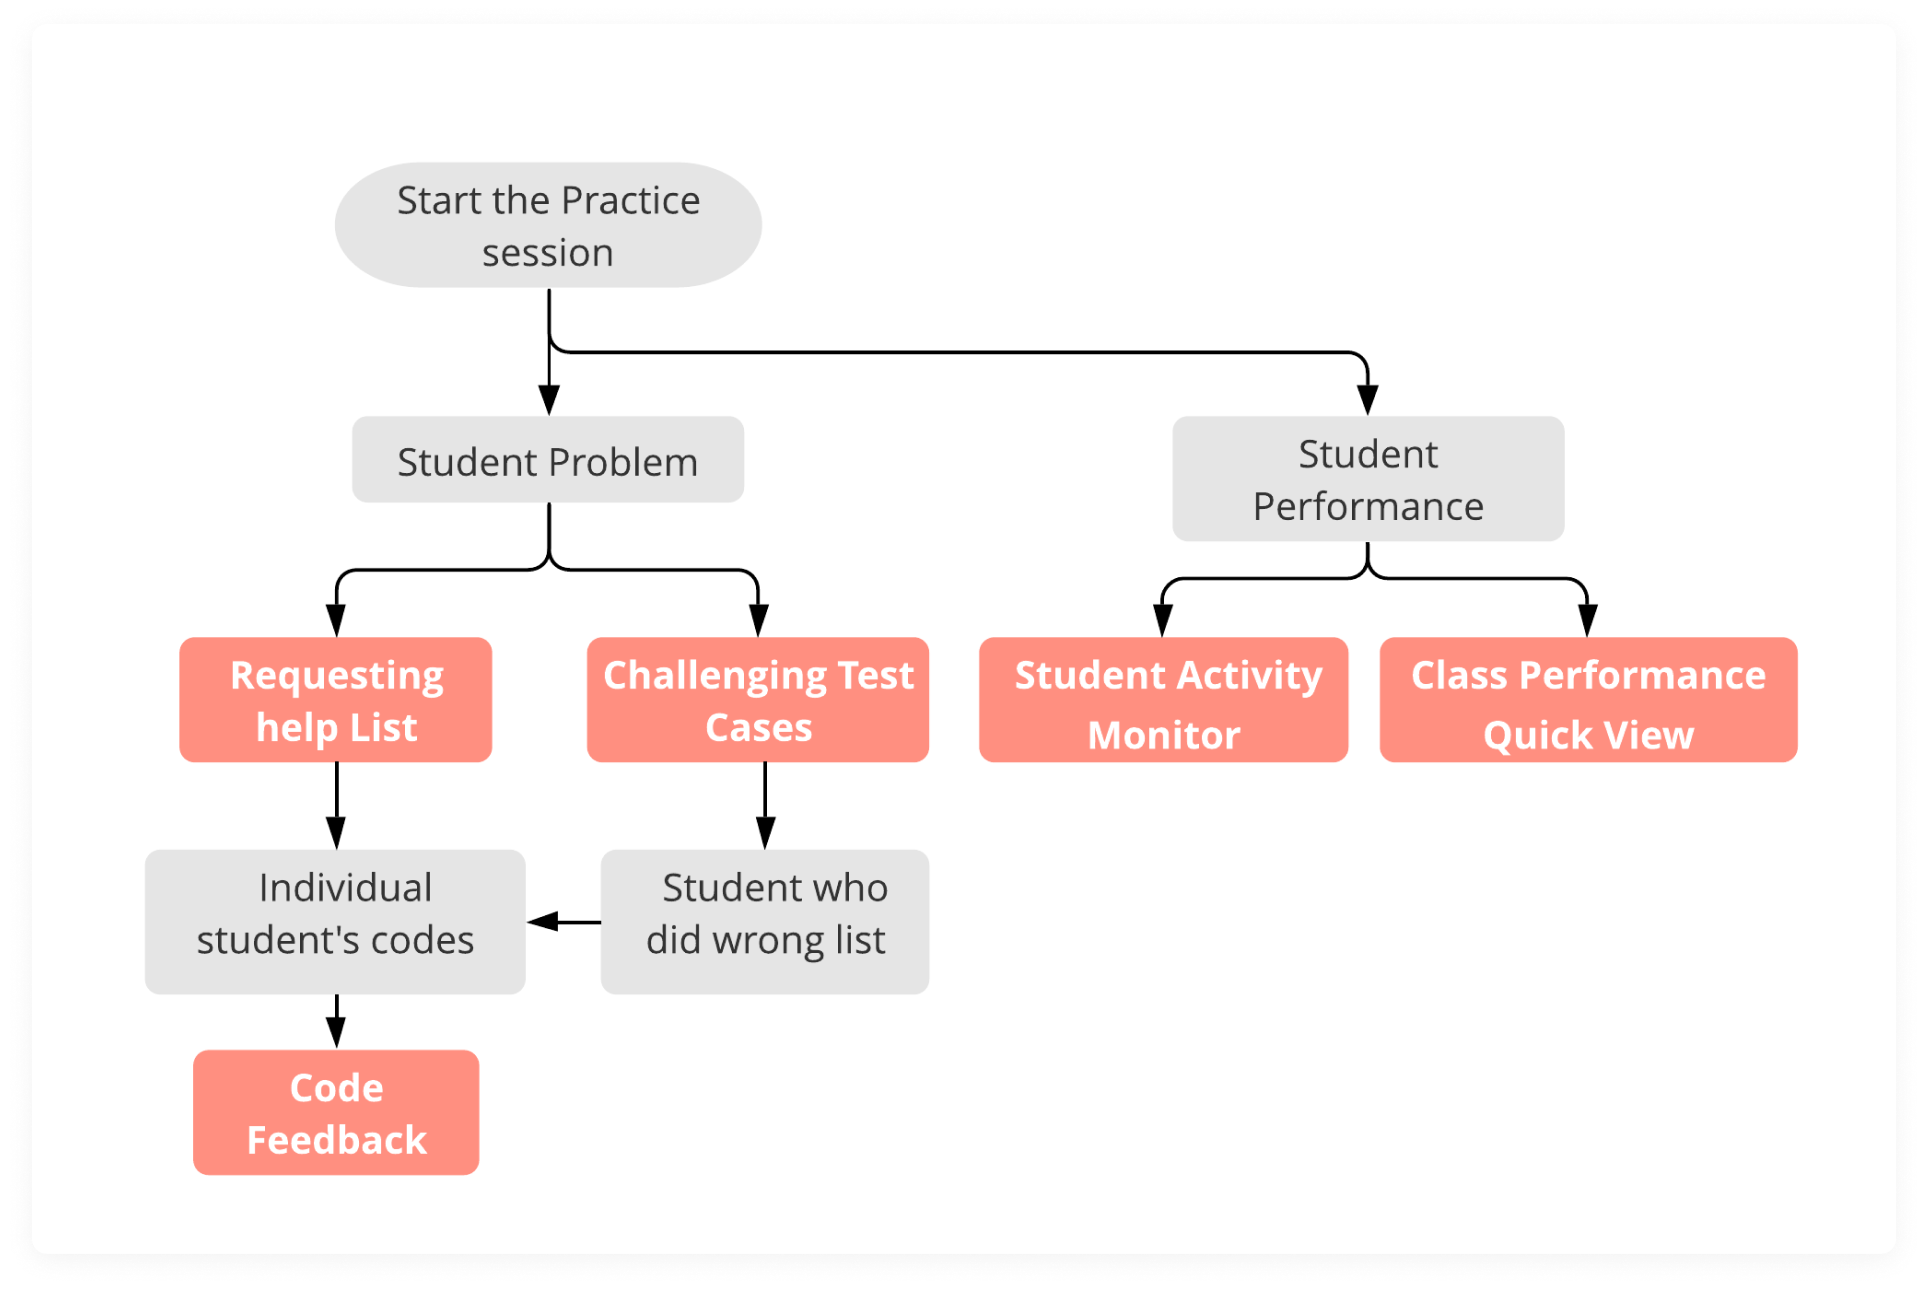 Start the Practice
session
Student Problem
Student
Performance
Requesting
help List
Challenging Test
Cases
Student Activity
Monitor
Class Performance
Quick View
Individual
student's codes
Student who
did wrong list
Code
Feedback